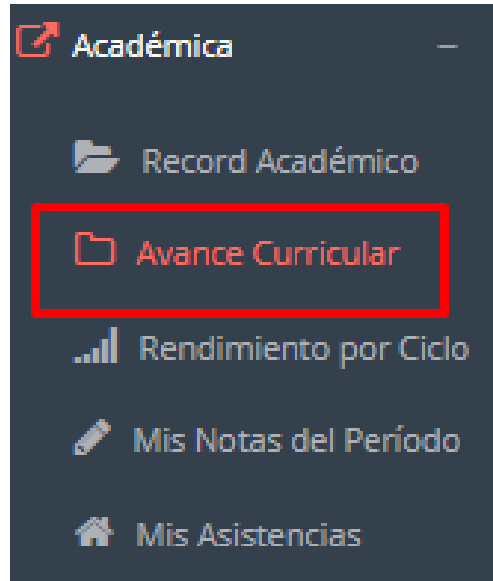 Académica
Record Académico
Avance Curricular
Rendimiento por Ciclo
Mis Notas del Período
Mis Asistencias